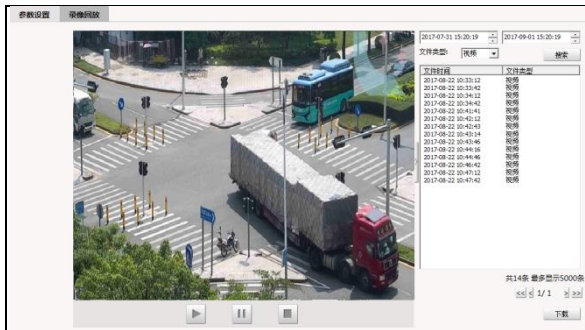 参数设置 录像回放
2017-07-31 15:20:19 2017-09-01 15:20:19
文件类型: 视频 搜索
文件时间 文件类型
2017-08-22 10:33:12 视频
2017-08-22 10:33:42 视频
2017-08-22 10:34:12 视频
2017-08-22 10:34:42 视频
2017-08-22 10:41:41 视频
2017-08-22 10:42:12 视频
2017-08-22 10:42:43 视频
2017-08-22 10:43:14 视频
2017-08-22 10:43:46 视频
2017-08-22 10:44:16 视频
2017-08-22 10:44:46 视频
2017-08-22 10:46:42 视频
2017-08-22 10:47:12 视频
2017-08-22 10:47:42 视频
共14条 最多显示5000条
<< < 1/ 1 > >>
下载